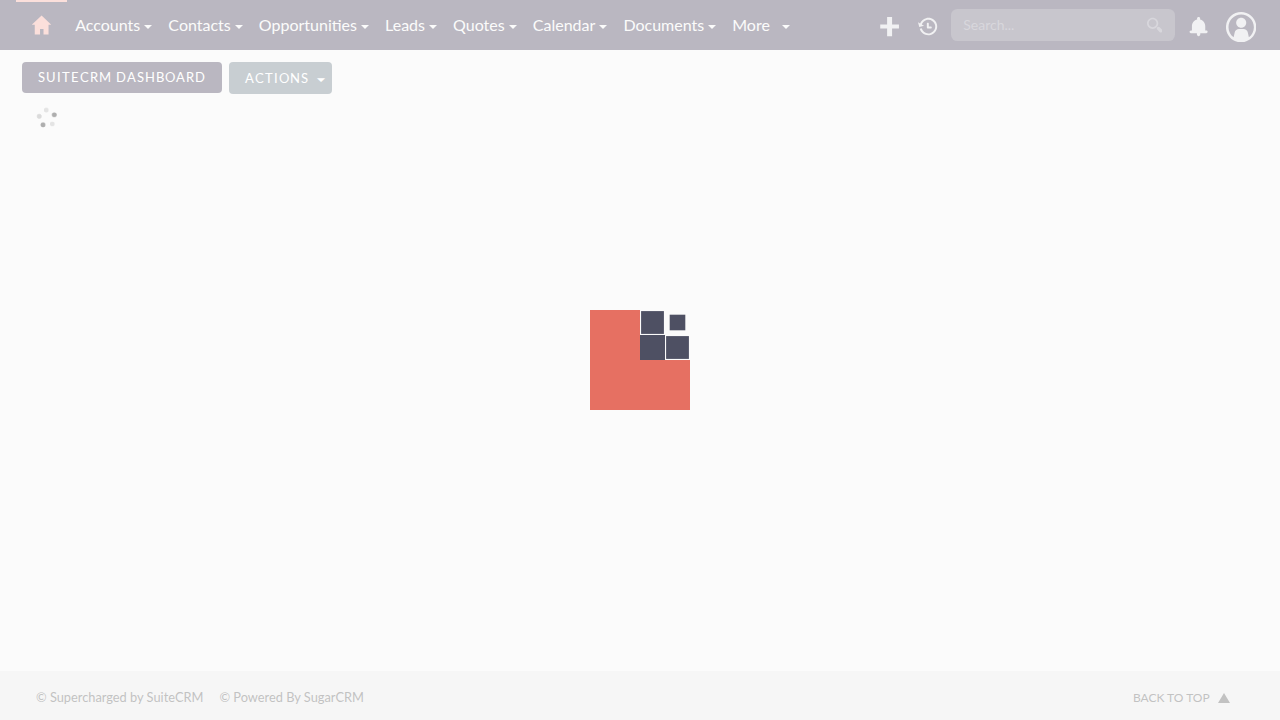 Accounts Contacts Opportunities Leads Quotes Calendar Documents More Search...
SUITECRM DASHBOARD ACTIONS
© Supercharged by SuiteCRM © Powered By SugarCRM BACK TO TOP